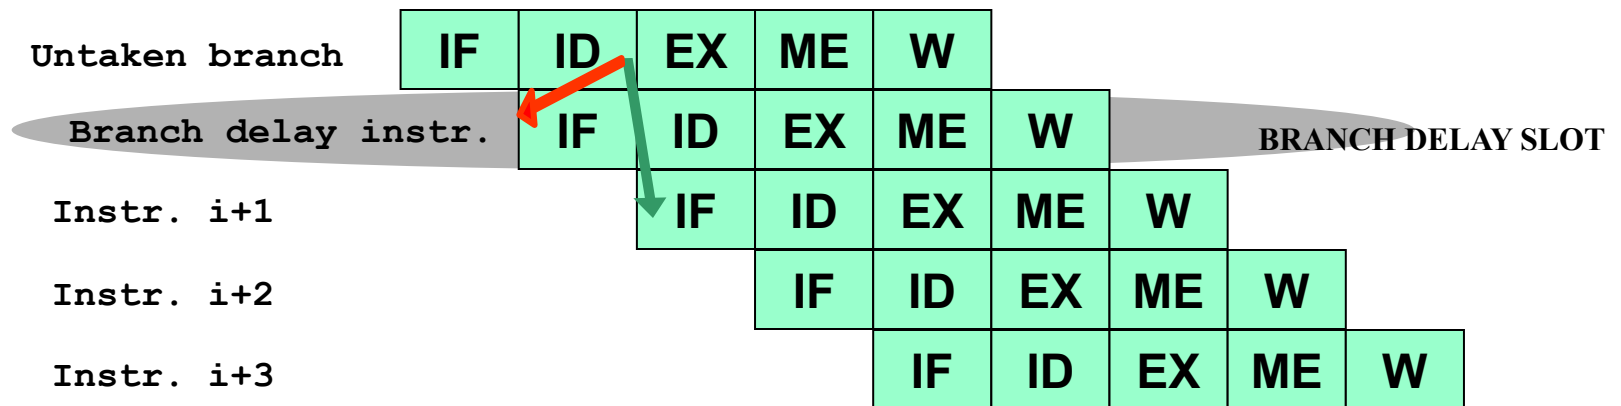 Untaken branch IF ID EX ME W
Branch delay instr. IF ID EX ME W BRANCH DELAY SLOT
Instr. i+1 IF ID EX ME W
Instr. i+2 IF ID EX ME W
Instr. i+3 IF ID EX ME W